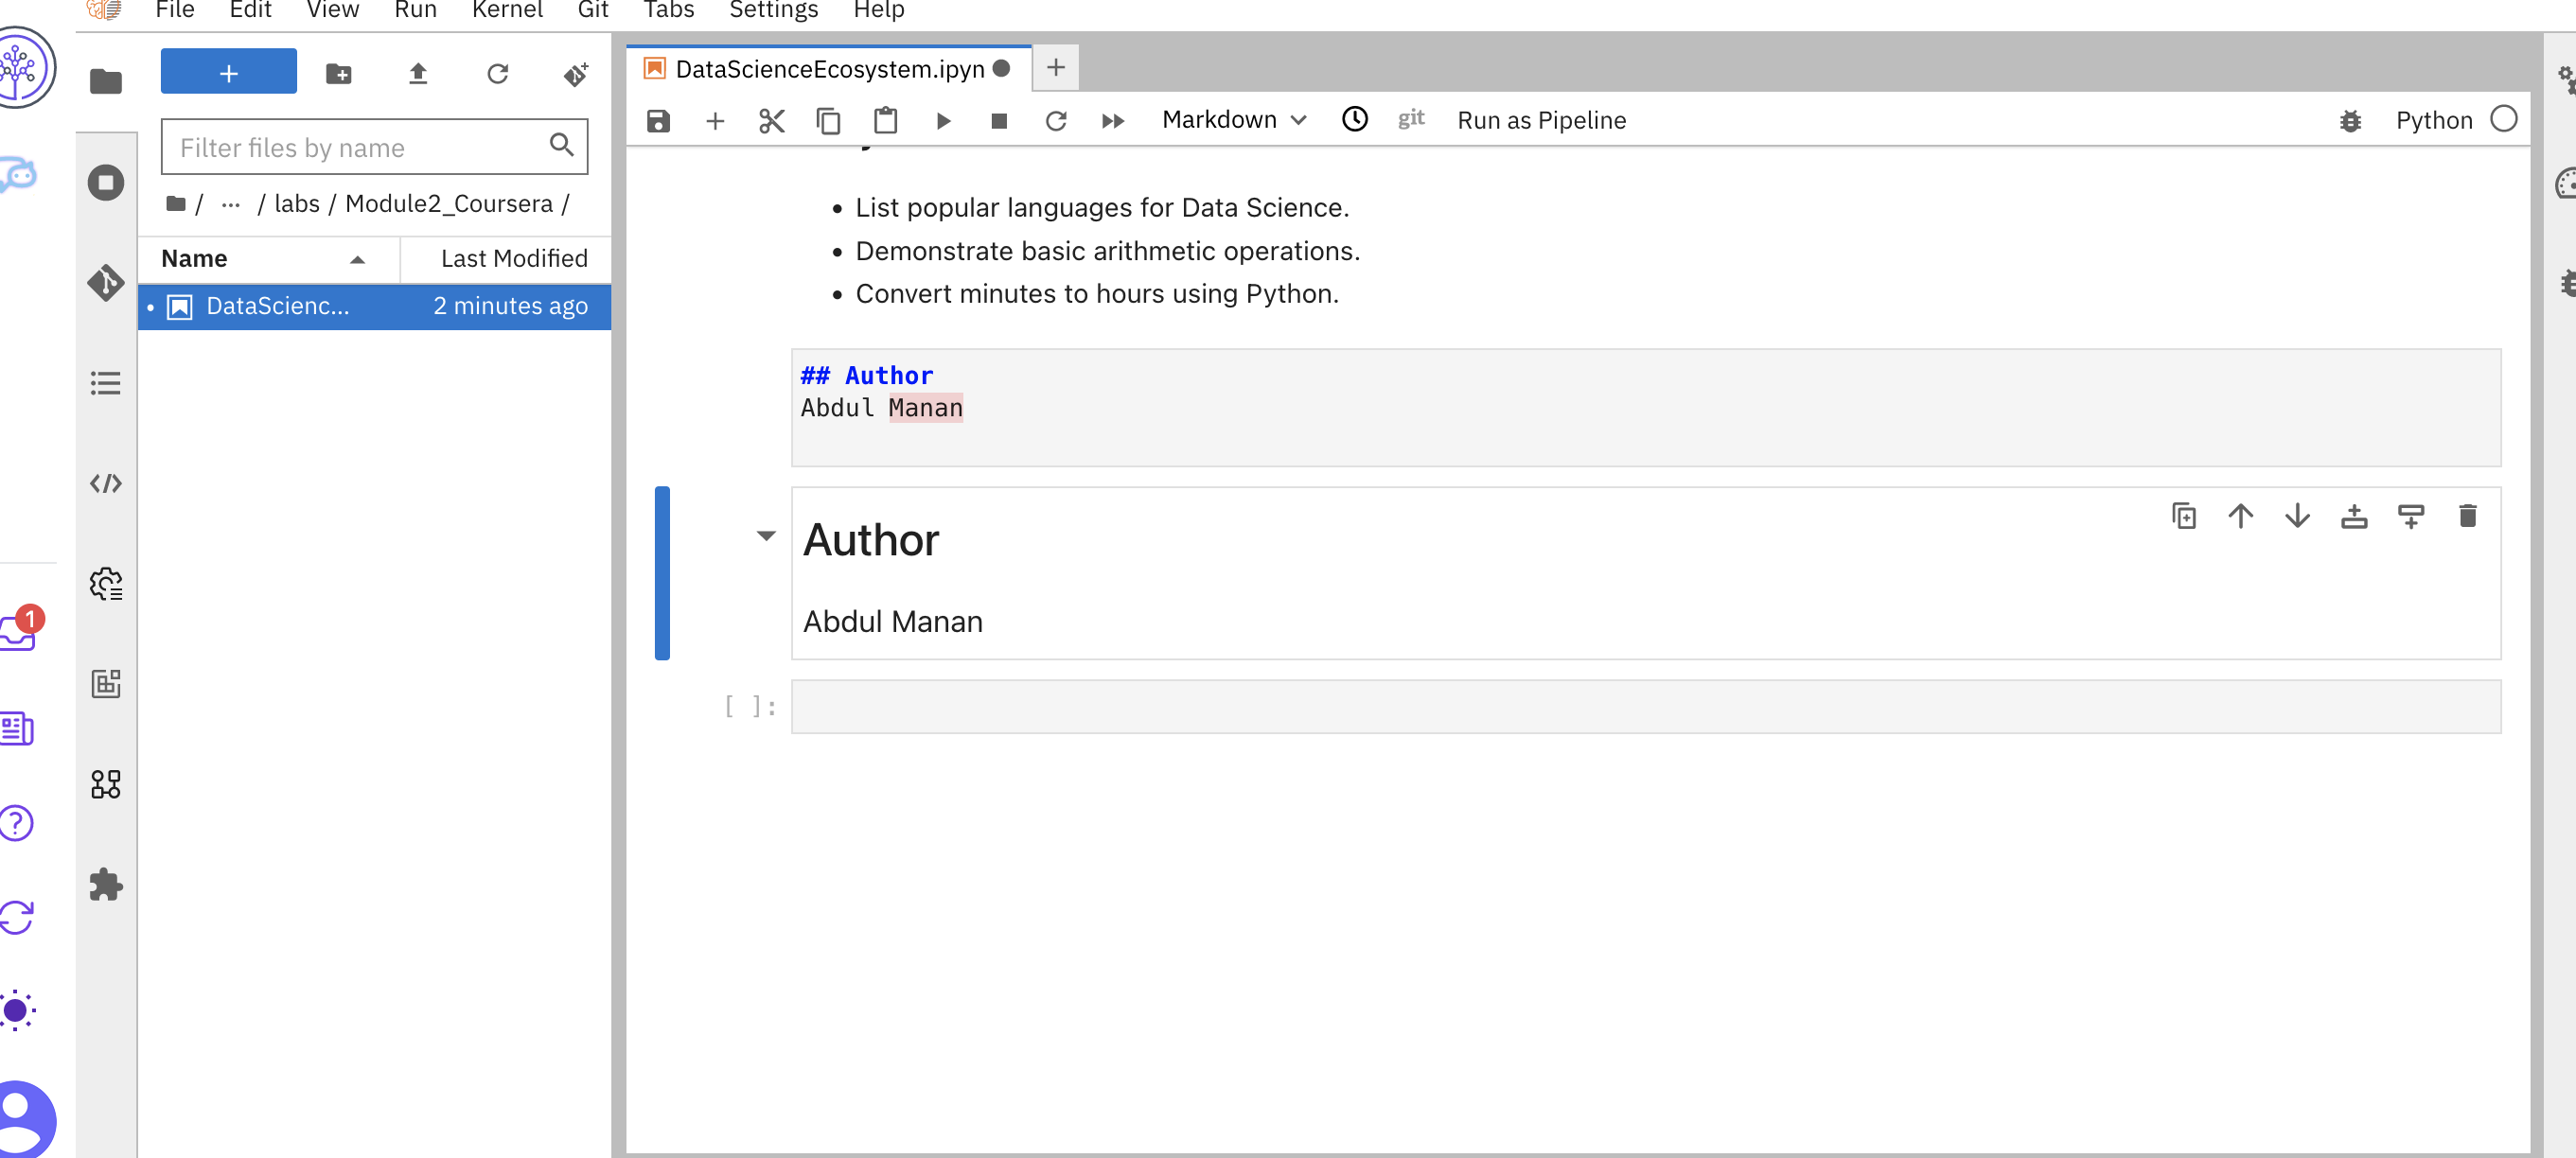 File Edit View Run Kernel Git Tabs Settings Help
DataScienceEcosystem.ipyn
Markdown git Run as Pipeline Python
Filter files by name
/ ... / labs / Module2_Coursera /
Name Last Modified
DataScienc... 2 minutes ago
• List popular languages for Data Science.
• Demonstrate basic arithmetic operations.
• Convert minutes to hours using Python.
## Author
Abdul Manan
Author
Abdul Manan
[ ]:
1